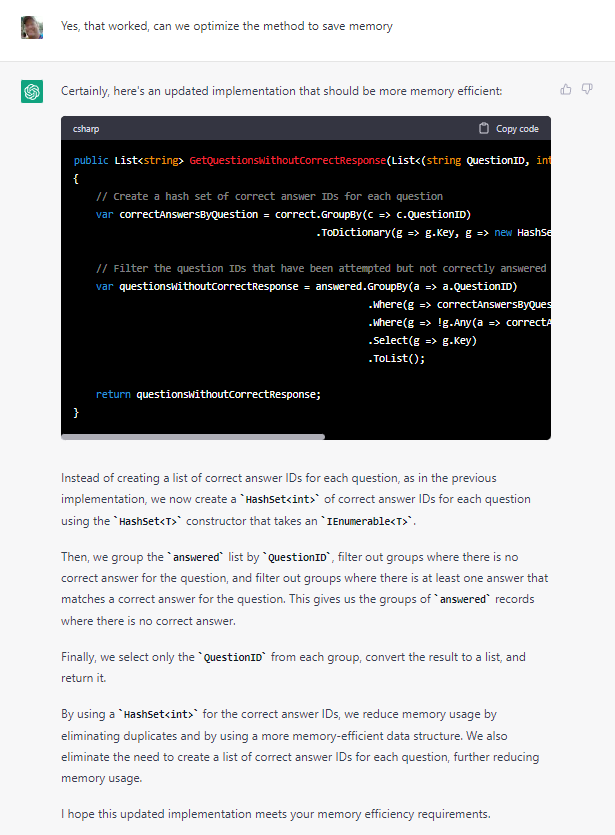 Yes, that worked, can we optimize the method to save memory
Certainly, here's an updated implementation that should be more memory efficient:
csharp
Copy code
public List<string> GetQuestionsWithoutCorrectResponse(List<(string QuestionID, int
{
    // Create a hash set of correct answer IDs for each question
    var correctAnswersByQuestion = correct.GroupBy(c => c.QuestionID)
                                   .ToDictionary(g => g.Key, g => new HashSe
    // Filter the question IDs that have been attempted but not correctly answered
    var questionsWithoutCorrectResponse = answered.GroupBy(a => a.QuestionID)
                                          .Where(g => correctAnswersByQues
                                          .Where(g => !g.Any(a => correctA
                                          .Select(g => g.Key)
                                          .ToList();
    return questionsWithoutCorrectResponse;
}
Instead of creating a list of correct answer IDs for each question, as in the previous
implementation, we now create a `HashSet<int>` of correct answer IDs for each question
using the `HashSet<T>` constructor that takes an `IEnumerable<T>`.
Then, we group the `answered` list by `QuestionID`, filter out groups where there is no
correct answer for the question, and filter out groups where there is at least one answer that
matches a correct answer for the question. This gives us the groups of `answered` records
where there is no correct answer.
Finally, we select only the `QuestionID` from each group, convert the result to a list, and
return it.
By using a `HashSet<int>` for the correct answer IDs, we reduce memory usage by
eliminating duplicates and by using a more memory-efficient data structure. We also
eliminate the need to create a list of correct answer IDs for each question, further reducing
memory usage.
I hope this updated implementation meets your memory efficiency requirements.